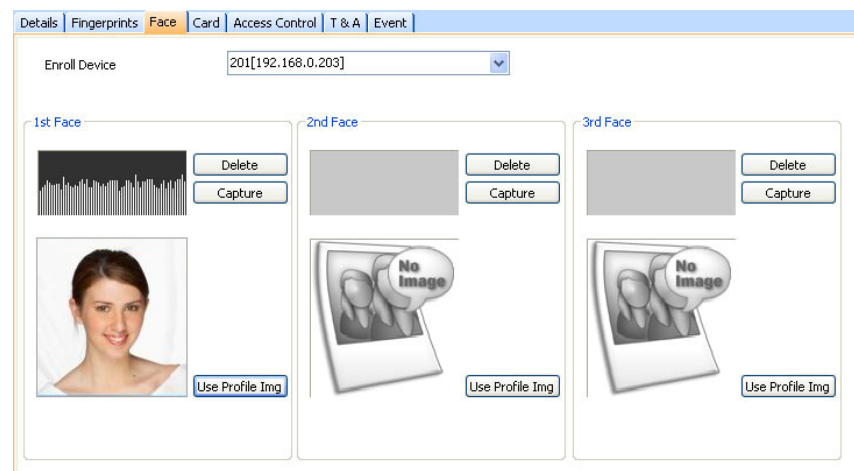 Details Fingerprints Face Card Access Control T & A Event
Enroll Device 201[192.168.0.203]
1st Face 2nd Face 3rd Face
Delete Delete Delete
Capture Capture Capture
No Image No Image
Use Profile Img Use Profile Img Use Profile Img